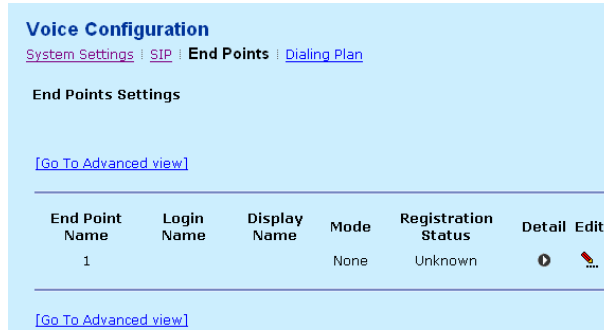 Voice Configuration
System Settings | SIP | End Points | Dialing Plan
End Points Settings
[Go To Advanced view]
End Point Name Login Name Display Name Mode Registration Status Detail Edit
1 None Unknown
[Go To Advanced view]